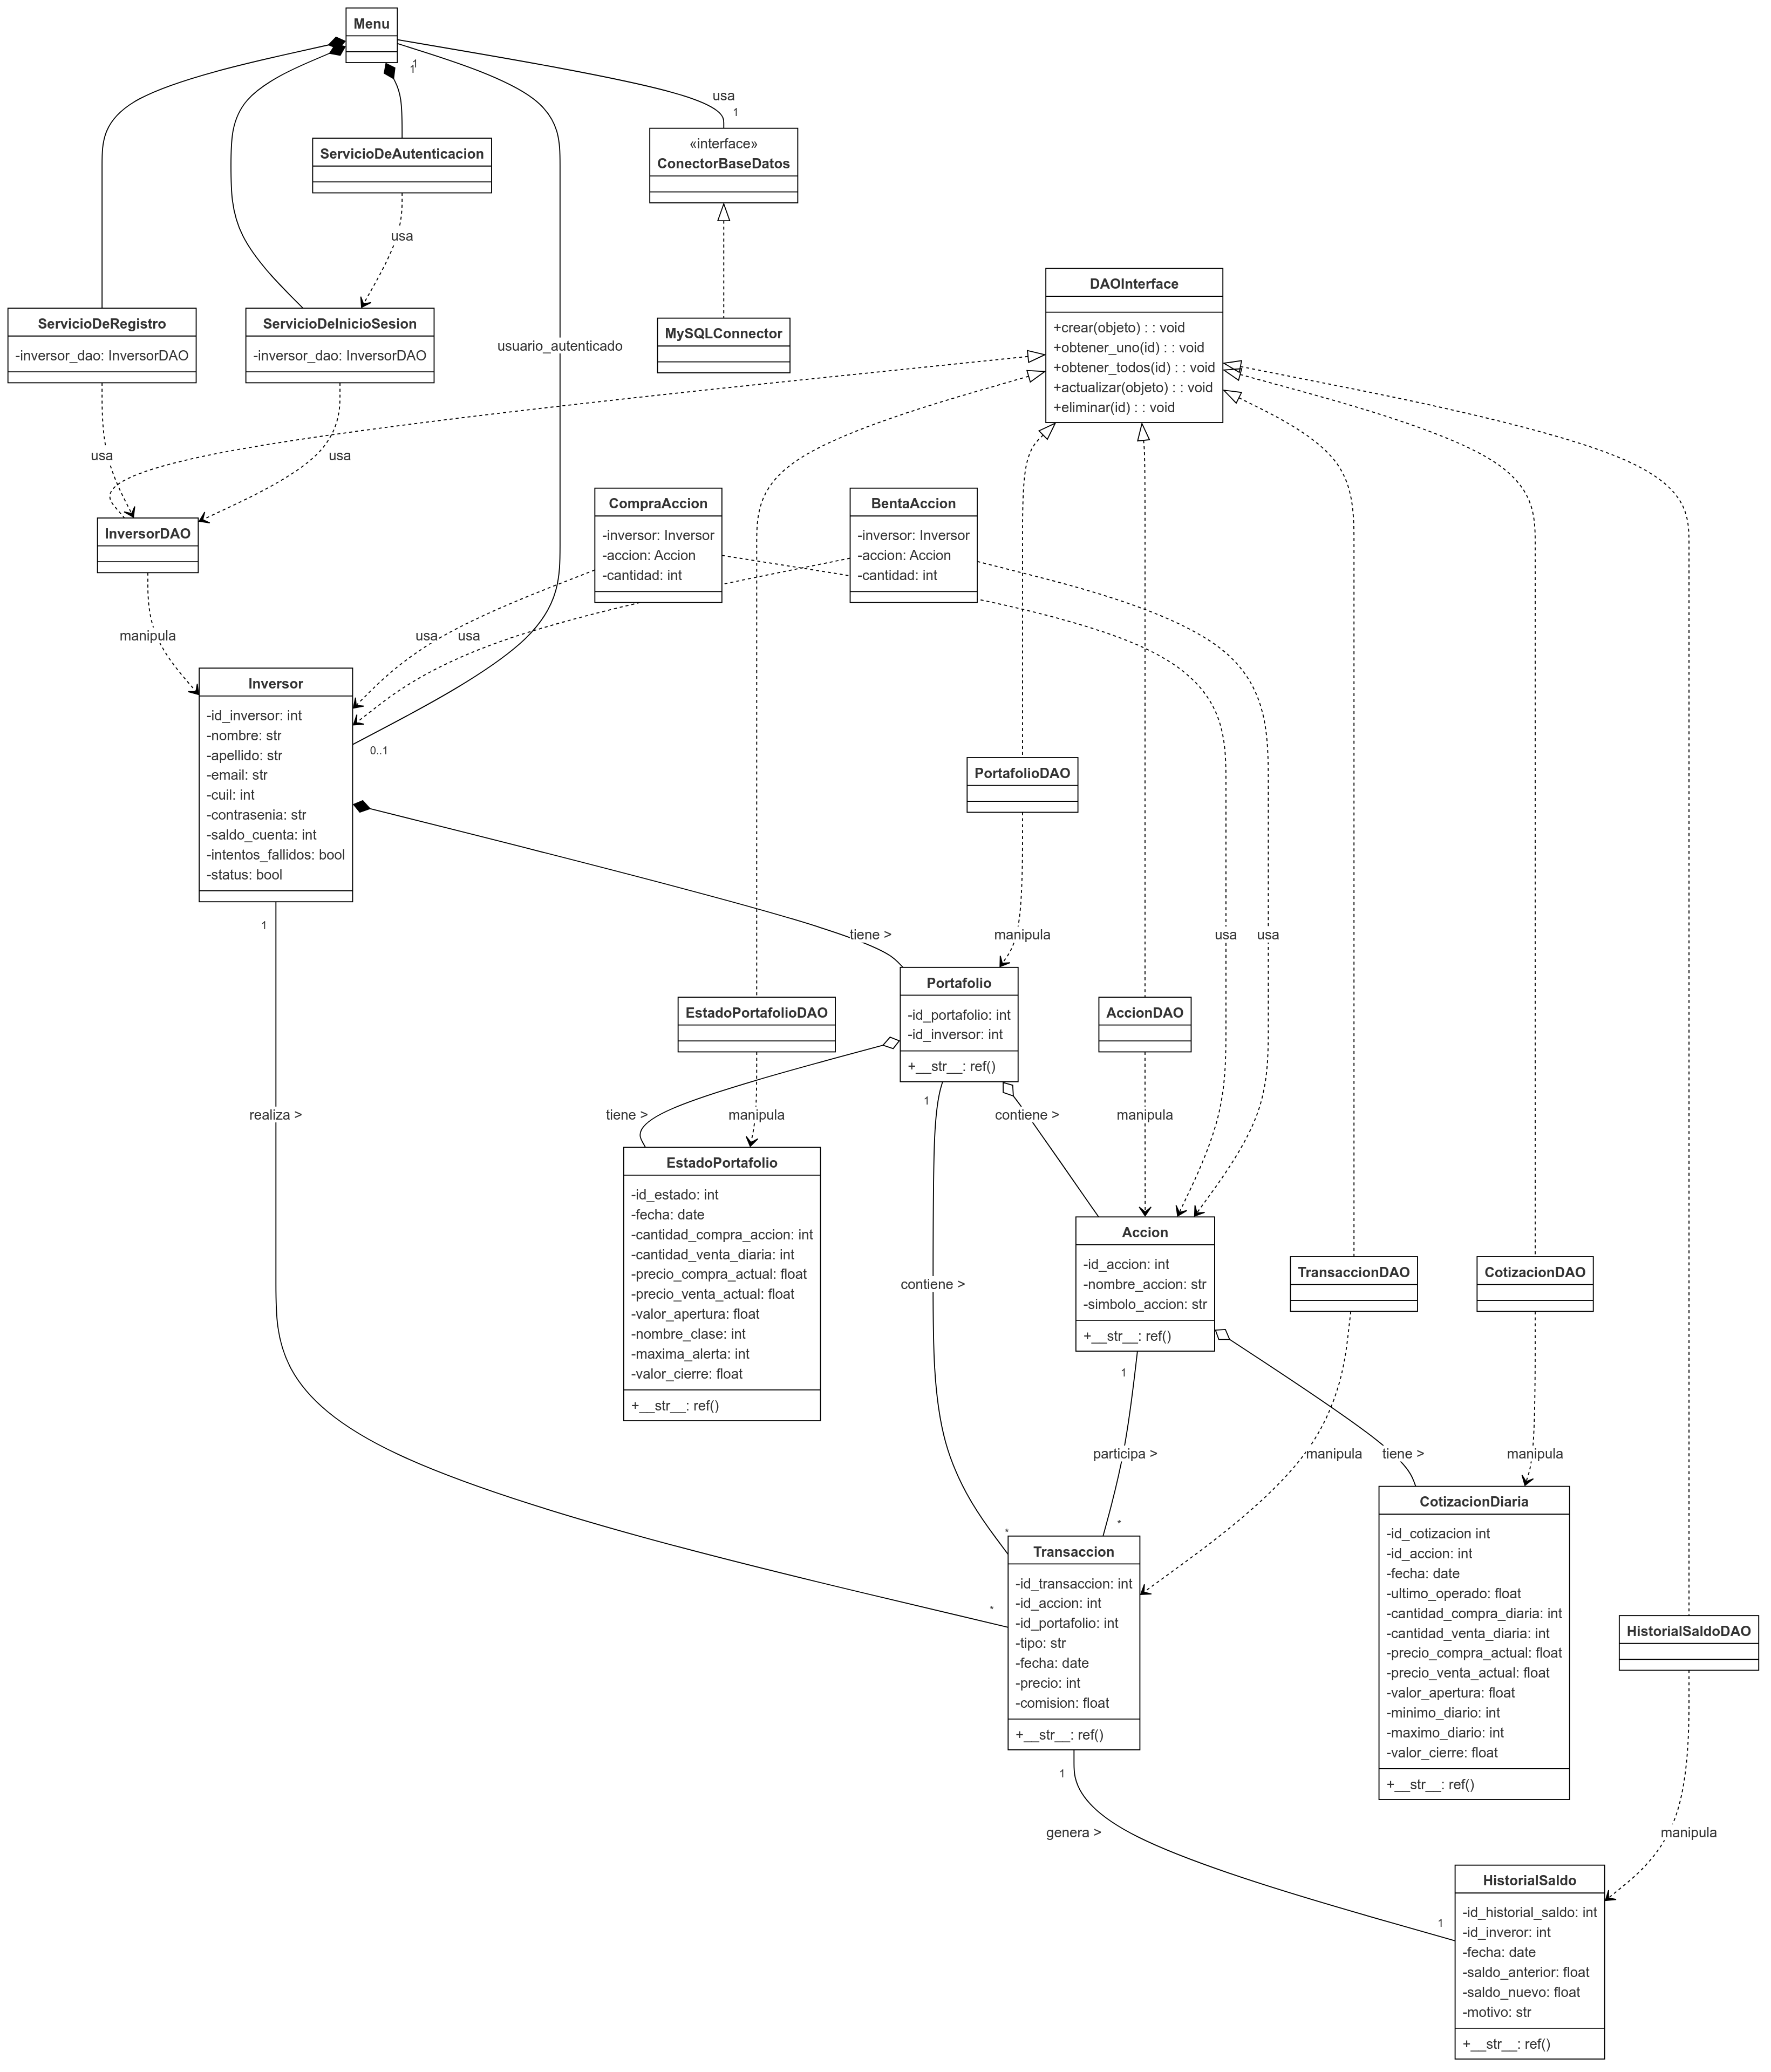 Menu
1
1
usa
1
ServicioDeAutenticacion
«interface»
ConectorBaseDatos
usa
DAOInterface
+crear(objeto) : : void
+obtener_uno(id) : : void
+obtener_todos(id) : : void
+actualizar(objeto) : : void
+eliminar(id) : : void
ServicioDeRegistro
-inversor_dao: InversorDAO
ServicioDeInicioSesion
-inversor_dao: InversorDAO
usuario_autenticado
MySQLConnector
usa
usa
InversorDAO
CompraAccion
-inversor: Inversor
-accion: Accion
-cantidad: int
BentaAccion
-inversor: Inversor
-accion: Accion
-cantidad: int
manipula
usa
usa
Inversor
-id_inversor: int
-nombre: str
-apellido: str
-email: str
-cuil: int
-contrasenia: str
-saldo_cuenta: int
-intentos_fallidos: bool
-status: bool
0..1
1
PortafolioDAO
tiene >
manipula
usa
usa
Portafolio
-id_portafolio: int
-id_inversor: int
+__str__: ref()
EstadoPortafolioDAO
AccionDAO
realiza >
tiene >
manipula
1
contiene >
manipula
EstadoPortafolio
-id_estado: int
-fecha: date
-cantidad_compra_accion: int
-cantidad_venta_diaria: int
-precio_compra_actual: float
-precio_venta_actual: float
-valor_apertura: float
-nombre_clase: int
-maxima_alerta: int
-valor_cierre: float
+__str__: ref()
contiene >
Accion
-id_accion: int
-nombre_accion: str
-simbolo_accion: str
+__str__: ref()
TransaccionDAO
CotizacionDAO
1
participa >
manipula
tiene >
manipula
*
*
*
Transaccion
-id_transaccion: int
-id_accion: int
-id_portafolio: int
-tipo: str
-fecha: date
-precio: int
-comision: float
+__str__: ref()
CotizacionDiaria
-id_cotizacion int
-id_accion: int
-fecha: date
-ultimo_operado: float
-cantidad_compra_diaria: int
-cantidad_venta_diaria: int
-precio_compra_actual: float
-precio_venta_actual: float
-valor_apertura: float
-minimo_diario: int
-maximo_diario: int
-valor_cierre: float
+__str__: ref()
HistorialSaldoDAO
1
genera >
manipula
1
HistorialSaldo
-id_historial_saldo: int
-id_inveror: int
-fecha: date
-saldo_anterior: float
-saldo_nuevo: float
-motivo: str
+__str__: ref()